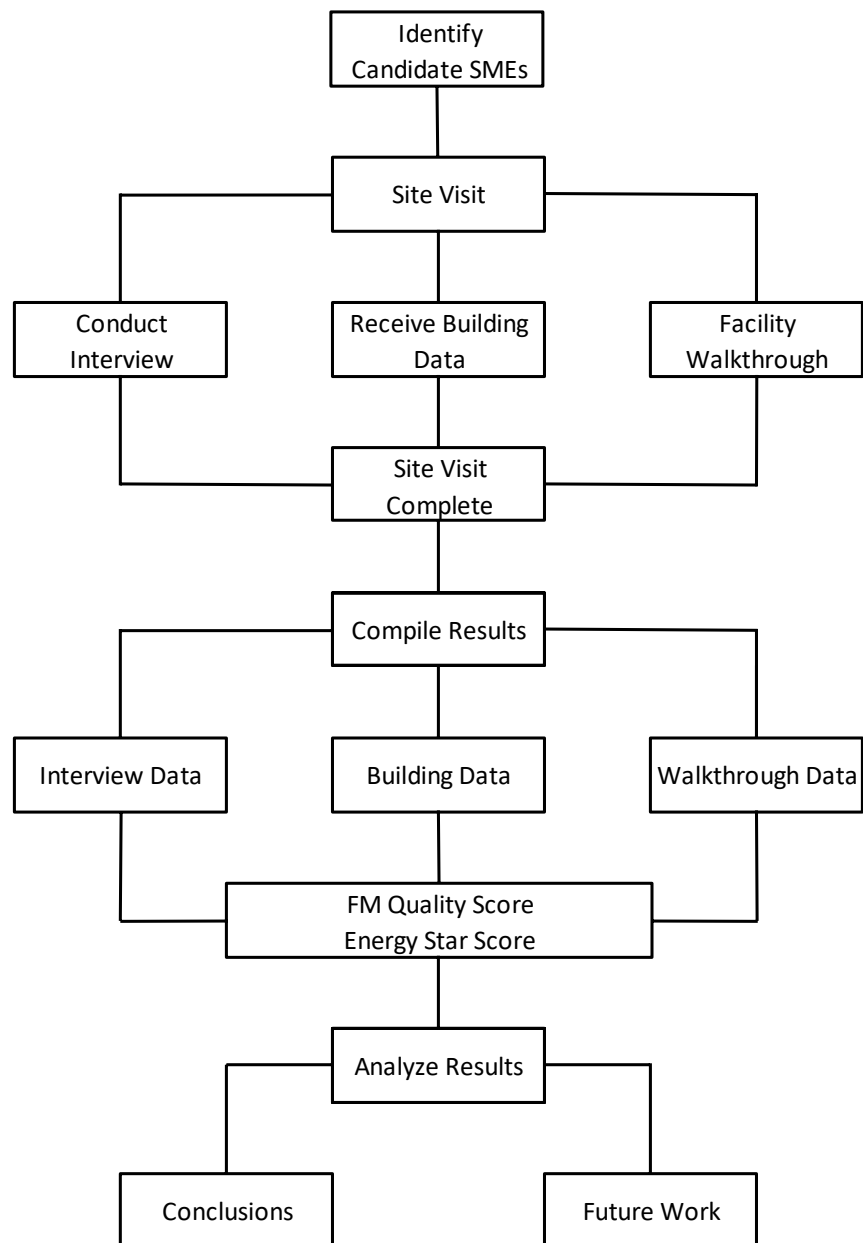 Identify
Candidate SMEs
Site Visit
Conduct
Interview
Receive Building
Data
Facility
Walkthrough
Site Visit
Complete
Compile Results
Interview Data
Building Data
Walkthrough Data
FM Quality Score
Energy Star Score
Analyze Results
Conclusions
Future Work